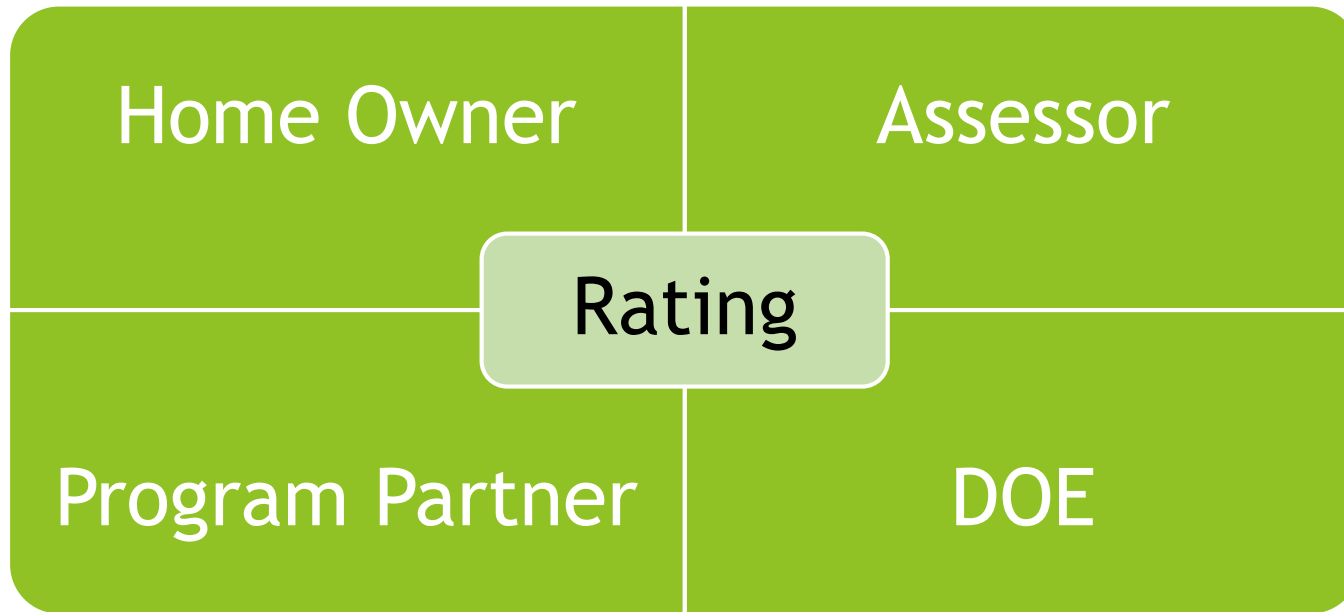 Home Owner
Assessor
Rating
Program Partner
DOE